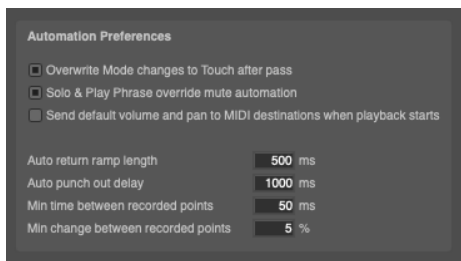 Automation Preferences
Overwrite Mode changes to Touch after pass
Solo & Play Phrase override mute automation
Send default volume and pan to MIDI destinations when playback starts
Auto return ramp length 500 ms
Auto punch out delay 1000 ms
Min time between recorded points 50 ms
Min change between recorded points 5 %